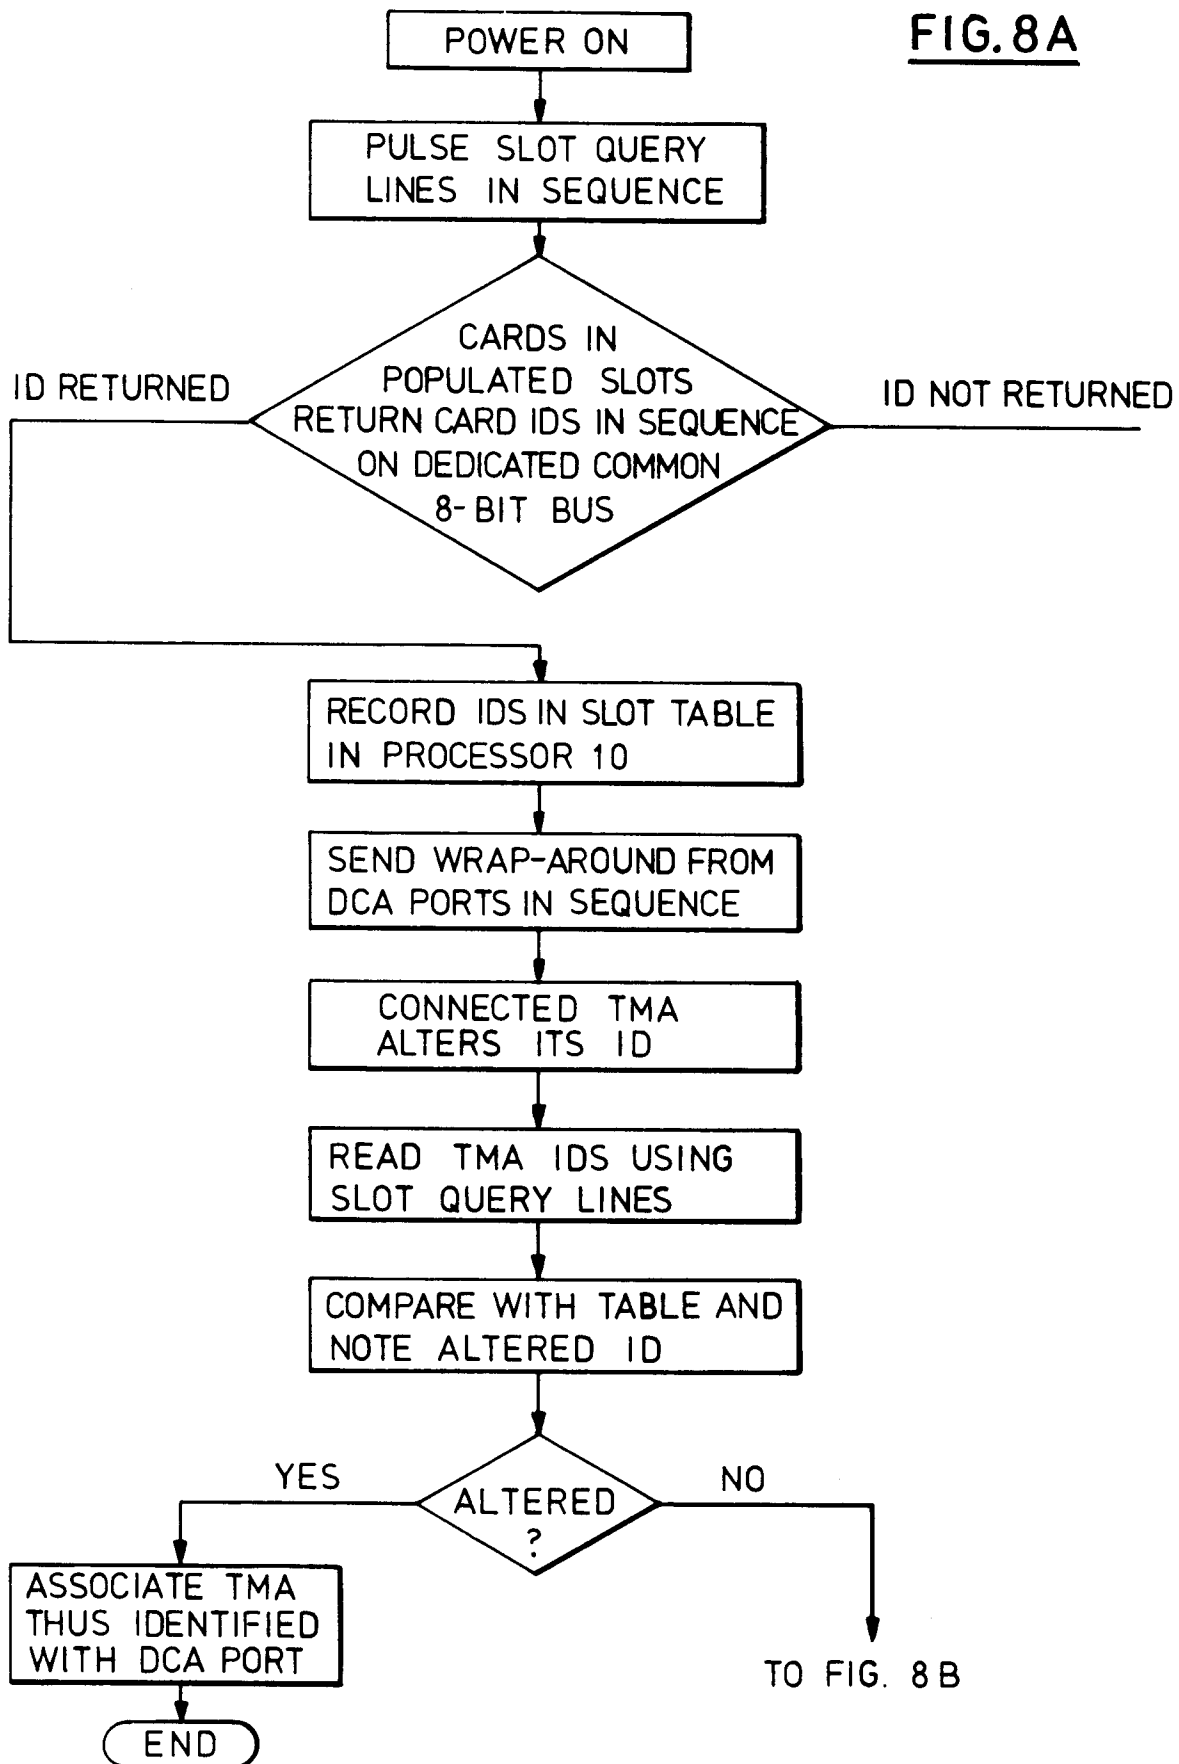 FIG. 8A
POWER ON
PULSE SLOT QUERY
LINES IN SEQUENCE
CARDS IN
POPULATED SLOTS
RETURN CARD IDS IN SEQUENCE
ON DEDICATED COMMON
8-BIT BUS
ID RETURNED
ID NOT RETURNED
RECORD IDS IN SLOT TABLE
IN PROCESSOR 10
SEND WRAP-AROUND FROM
DCA PORTS IN SEQUENCE
CONNECTED TMA
ALTERS ITS ID
READ TMA IDS USING
SLOT QUERY LINES
COMPARE WITH TABLE AND
NOTE ALTERED ID
ALTERED
?
YES
NO
ASSOCIATE TMA
THUS IDENTIFIED
WITH DCA PORT
TO FIG. 8B
END